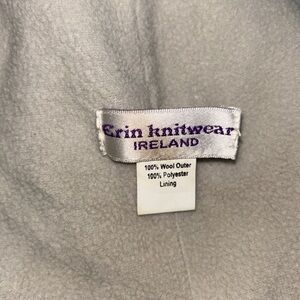 Erin knitwear
IRELAND
100% Wool Outer
100% Polyester
Lining